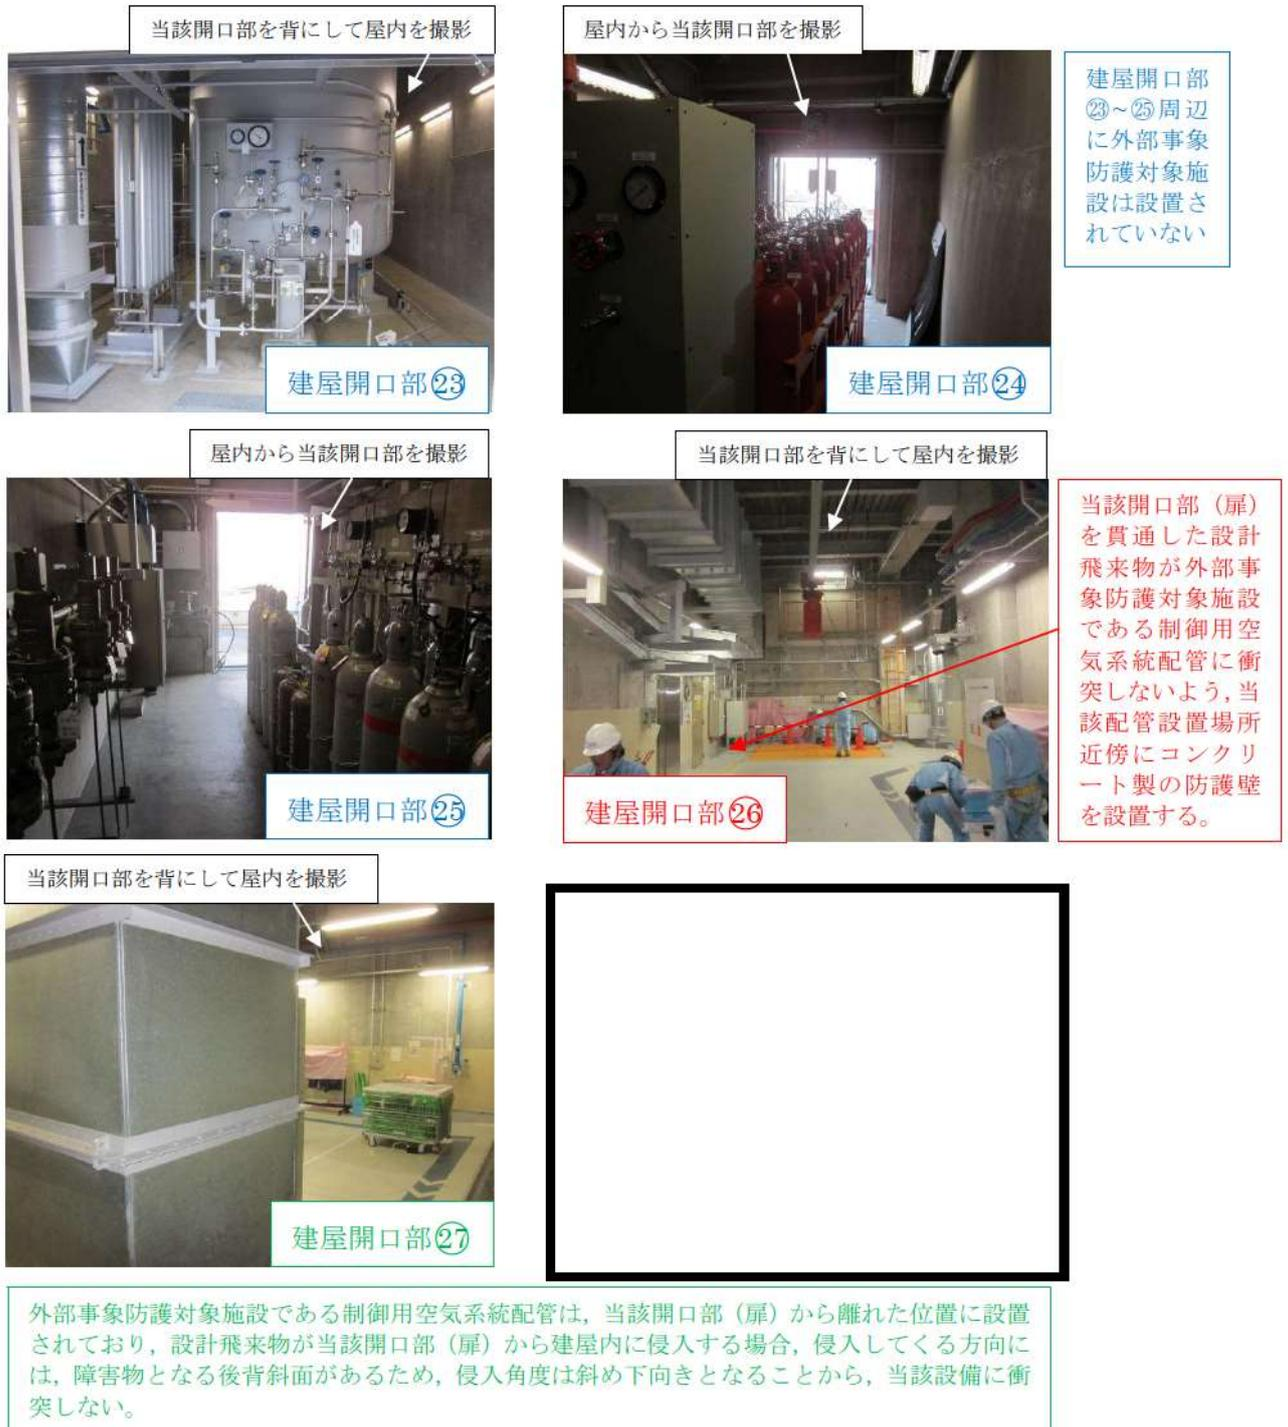 当該開口部を背にして屋内を撮影
屋内から当該開口部を撮影
建屋開口部
㉓~㉕周辺
に外部事象
防護対象施
設は設置さ
れていない
建屋開口部㉓
建屋開口部㉔
屋内から当該開口部を撮影
当該開口部を背にして屋内を撮影
当該開口部（扉）
を貫通した設計
飛来物が外部事
象防護対象施設
である制御用空
気系統配管に衝
突しないよう,当
該配管設置場所
近傍にコンクリ
ート製の防護壁
を設置する。
建屋開口部㉕
建屋開口部㉖
当該開口部を背にして屋内を撮影
建屋開口部㉗
外部事象防護対象施設である制御用空気系統配管は，当該開口部（扉）から離れた位置に設置
されており，設計飛来物が当該開口部（扉）から建屋内に侵入する場合，侵入してくる方向に
は，障害物となる後背斜面があるため，侵入角度は斜め下向きとなることから，当該設備に衝
突しない。